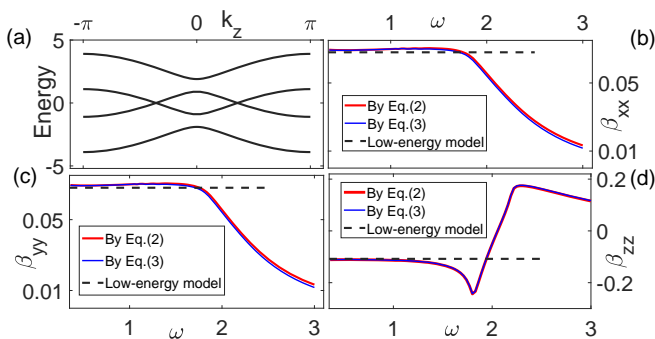 -π 0 k_z π
(a)
5
0
-5
Energy
ω
1 2 3
(b)
0.05
0.01
β_xx
By Eq.(2)
By Eq.(3)
Low-energy model
(c)
0.05
0.01
β_yy
By Eq.(2)
By Eq.(3)
Low-energy model
1 ω 2 3
(d)
0.2
0
-0.2
β_zz
By Eq.(2)
By Eq.(3)
Low-energy model
1 ω 2 3